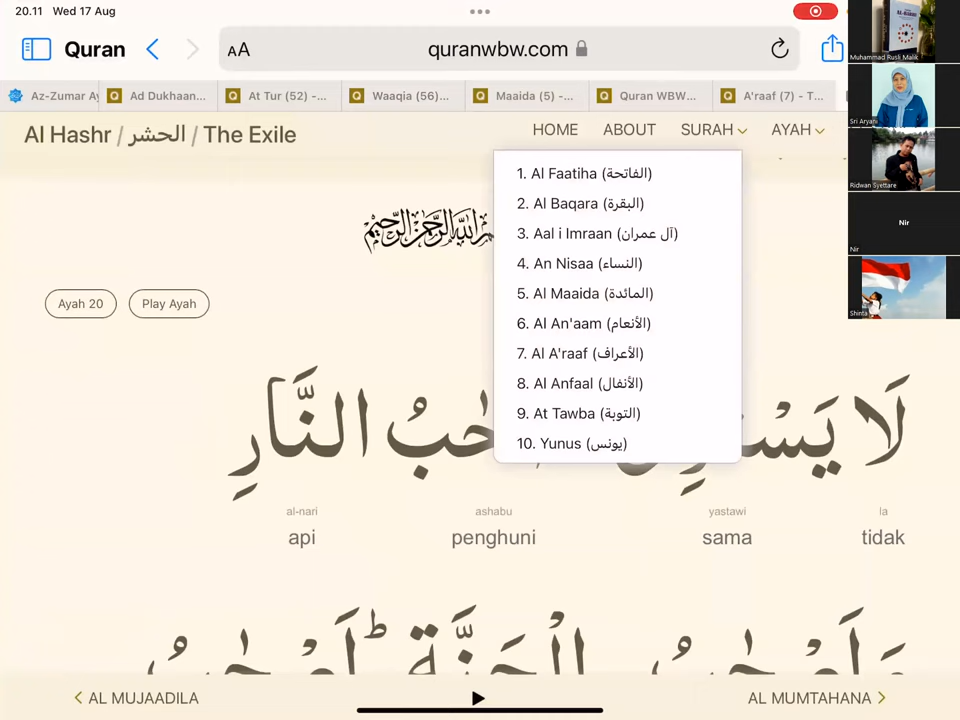 20.11 Wed 17 Aug
Quran
AA
quranwbw.com
Az-Zumar Ay
Ad Dukhaan...
At Tur (52) -...
Waaqia (56)...
Maaida (5) -...
Quran WBW...
A'raaf (7) - T...
Al Hashr / الحشر / The Exile
HOME ABOUT SURAH AYAH
1. Al Faatiha (الفاتحة)
2. Al Baqara (البقرة)
3. Aal i Imraan (آل عمران)
4. An Nisaa (النساء)
5. Al Maaida (المائدة)
6. Al An'aam (الأنعام)
7. Al A'raaf (الأعراف)
8. Al Anfaal (الأنفال)
9. At Tawba (التوبة)
10. Yunus (يونس)
الله الرحمن الرحيم
Ayah 20
Play Ayah
لَا النَّارِ
al-nari ashabu yastawi la
api penghuni sama tidak
AL MUJAADILA
AL MUMTAHANA
Muhammad Rusli Malik
Sri Aryani
Ridwan Syettare
Nir
Nir
Shinta